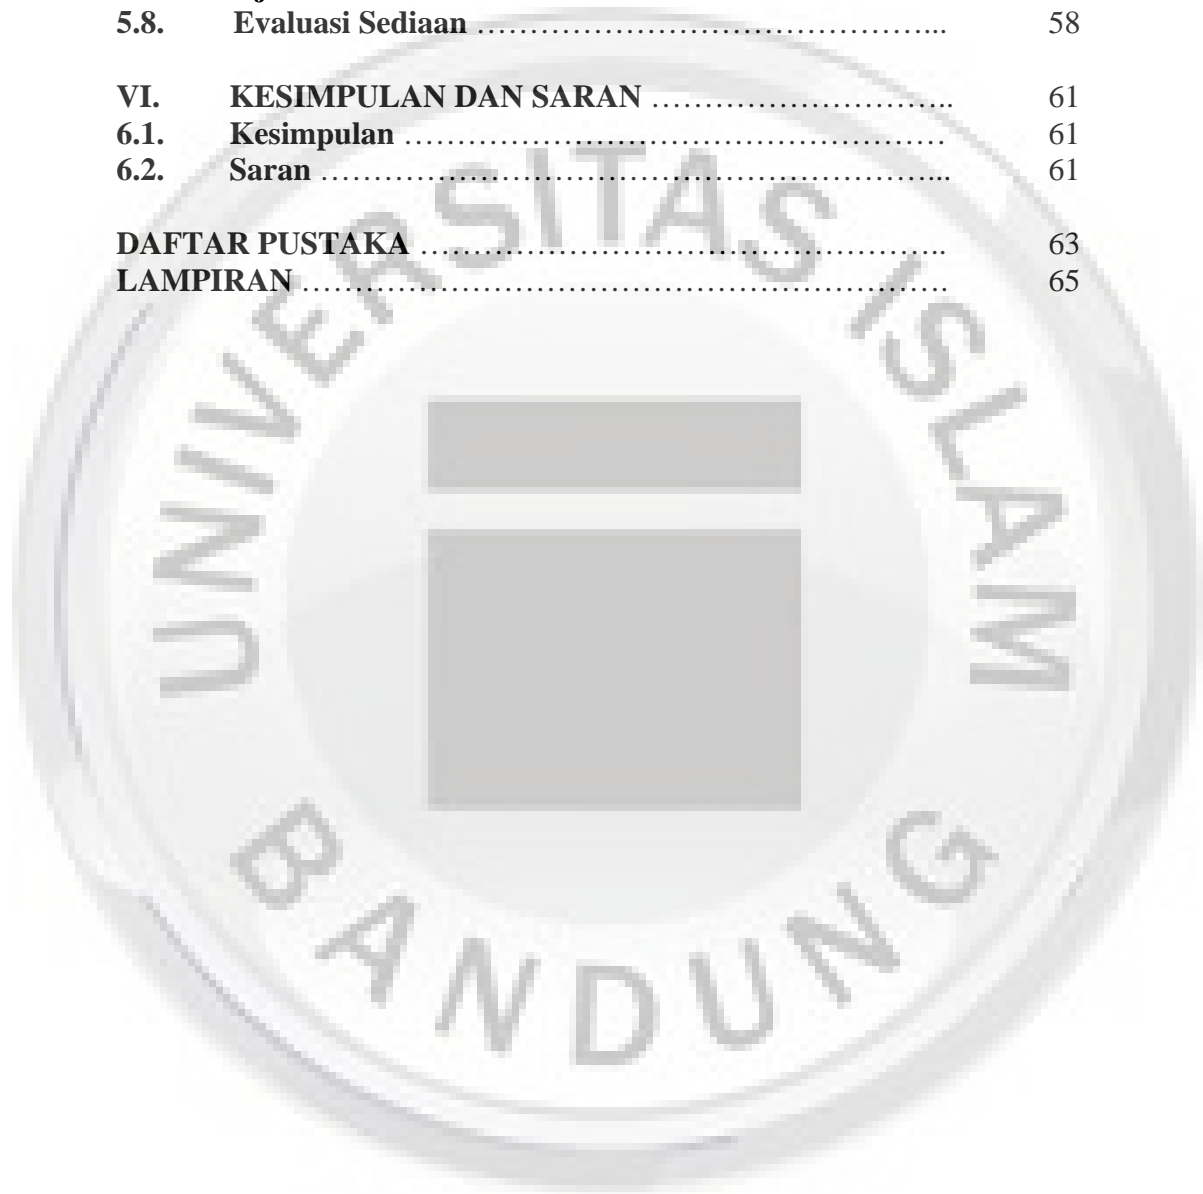 5.8. Evaluasi Sediaan ……………………………………... 58
VI. KESIMPULAN DAN SARAN ……………………….. 61
6.1. Kesimpulan …………………………………………… 61
6.2. Saran …………………………………………………... 61
DAFTAR PUSTAKA ………………………………………….. 63
LAMPIRAN ……………………………………………………. 65
UNIVERSITAS ISLAM
BANDUNG